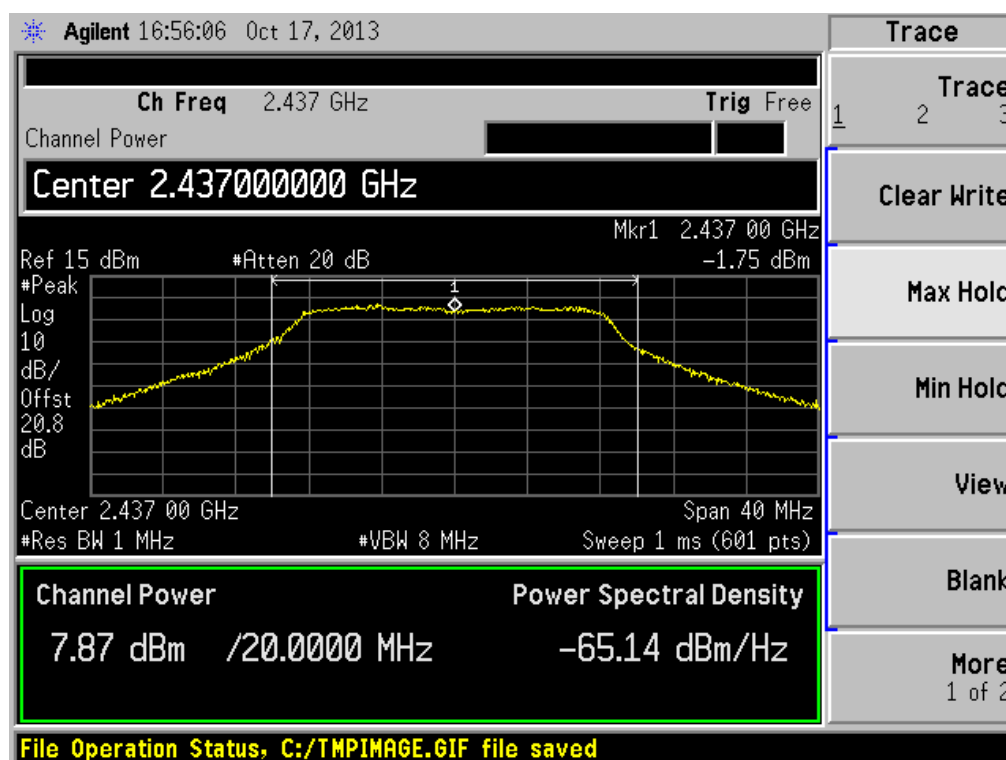 Agilent 16:56:06 Oct 17, 2013
Trace
Ch Freq 2.437 GHz Trig Free
Channel Power
Center 2.437000000 GHz
Mkr1 2.437 00 GHz
Ref 15 dBm #Atten 20 dB -1.75 dBm
#Peak
Log
10
dB/
Offst
20.8
dB
1
Center 2.437 00 GHz Span 40 MHz
#Res BW 1 MHz #VBW 8 MHz Sweep 1 ms (601 pts)
Channel Power Power Spectral Density
7.87 dBm /20.0000 MHz -65.14 dBm/Hz
File Operation Status, C:/TMPIMAGE.GIF file saved
Trace
1 2 3
Clear Write
Max Hold
Min Hold
View
Blank
More
1 of 2